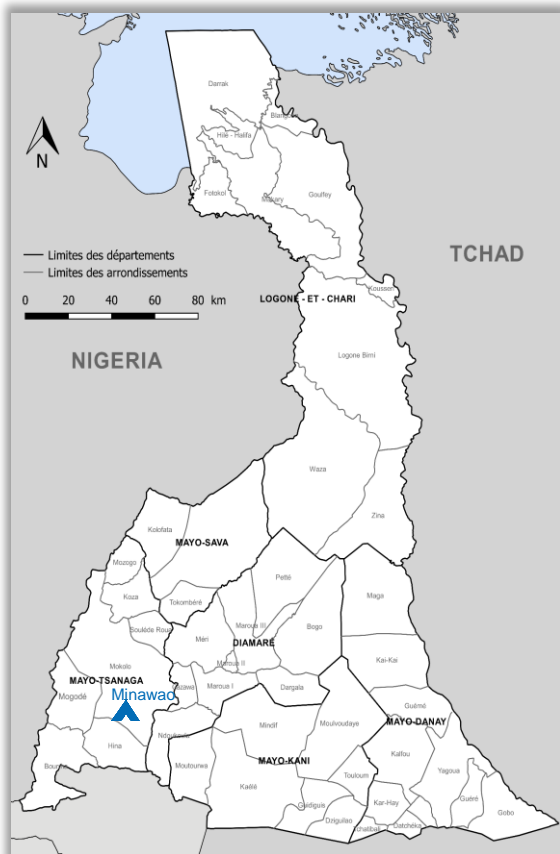 Darrak
Blangoua
Hilé - Halifa
Fotokol
Makary
Goulfey
N
Limites des départements
Limites des arrondissements
0 20 40 60 80 km
TCHAD
Kousseri
LOGONE - ET - CHARI
NIGERIA
Logone Birni
Waza
Zina
Kolofata
MAYO-SAVA
Mozogo
Koza
Tokombéré
Petté
Maga
Soulédé Roua
Maroua III
Bogo
Méri
DIAMARÉ
Kai-Kai
Mokolo
Maroua II
MAYO-TSANAGA
Gazawa
Maroua I
Dargala
Mogodé
Minawao
Guémé
MAYO-DANAY
Mindif
Moulvoudaye
Hina
Kalfou
MAYO-KANI
Moutourwa
Touloum
Yagoua
Kaélé
Guéré
Guidiguis
Kar-Hay
Gobo
Dziguilao
Datchéka